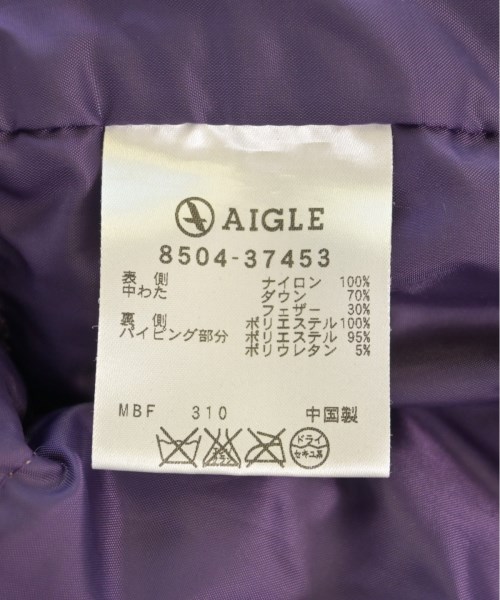 AIGLE
8504-37453
表側 ナイロン 100%
中わた ダウン 70%
フェザー 30%
裏側 ポリエステル100%
パイピング部分 ポリエステル 95%
ポリウレタン 5%
MBF 310 中国製
ドライ
セキユ系